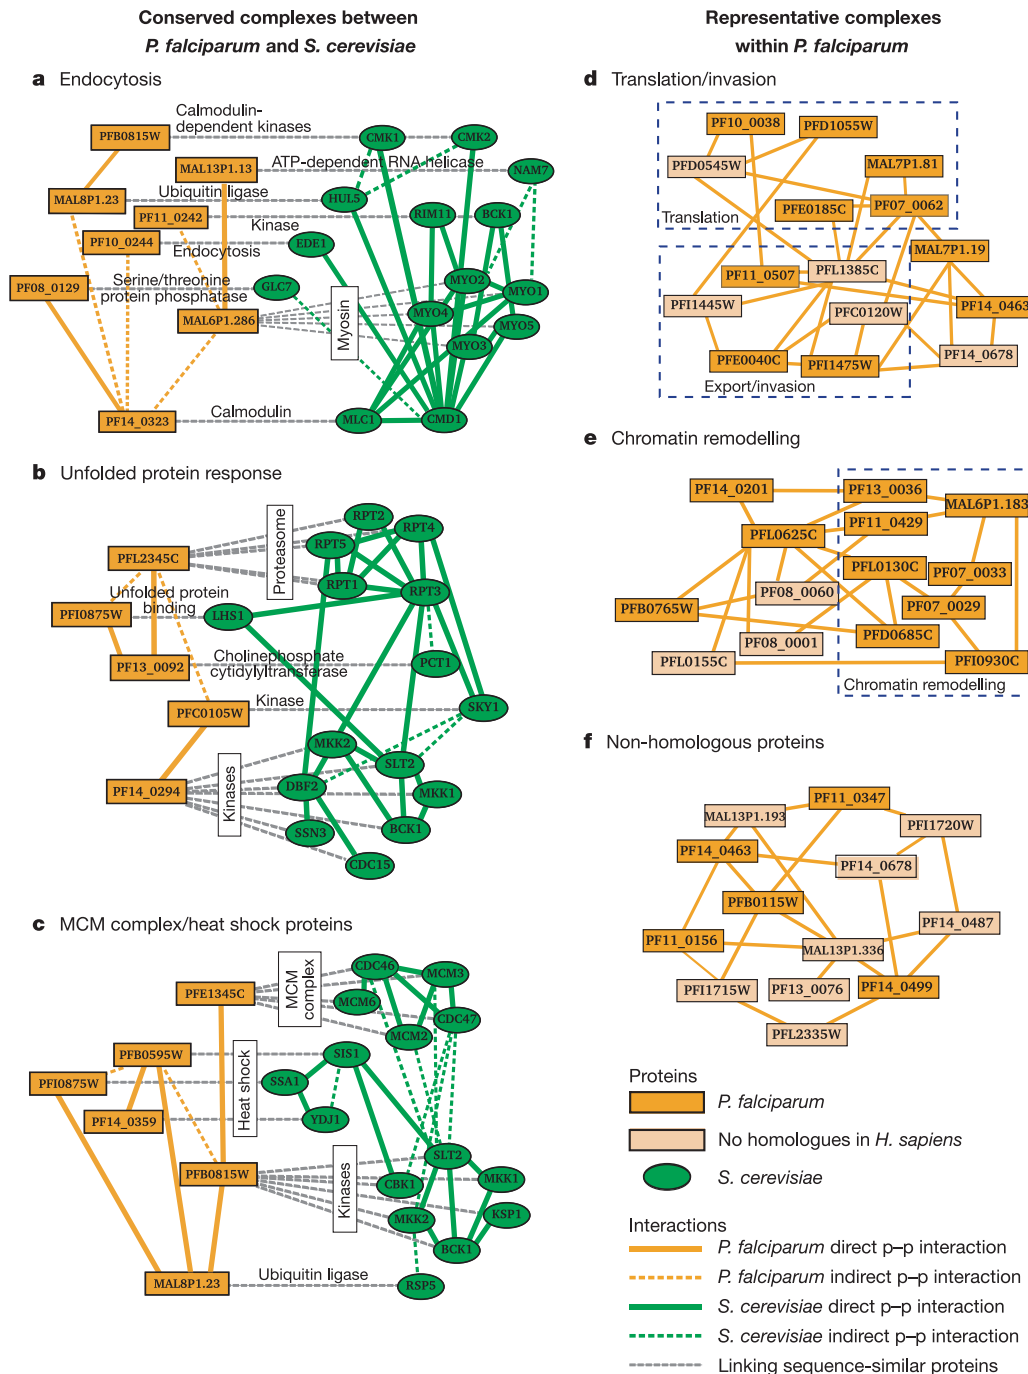 Conserved complexes between
P. falciparum and S. cerevisiae
Representative complexes
within P. falciparum
a Endocytosis
Calmodulin-
dependent kinases
PFB0815W
CMK1
CMK2
MAL13P1.13
ATP-dependent RNA helicase
NAM7
MAL8P1.23
Ubiquitin ligase
HUL5
PF11_0242
RIM11
BCK1
Kinase
PF10_0244
Endocytosis
EDE1
PF08_0129
Serine/threonine
protein phosphatase
GLC7
MYO2
MYO1
MAL6P1.286
Myosin
MYO4
MYO5
MYO3
PF14_0323
Calmodulin
MLC1
CMD1
b Unfolded protein response
RPT2
RPT4
PFL2345C
Proteasome
RPT5
RPT1
RPT3
PFI0875W
Unfolded protein
binding
LHS1
PF13_0092
Cholinephosphate
cytidylyltransferase
PCT1
PFC0105W
Kinase
SKY1
MKK2
SLT2
PF14_0294
Kinases
DBF2
MKK1
SSN3
BCK1
CDC15
c MCM complex/heat shock proteins
CDC46
MCM3
PFE1345C
MCM
complex
MCM6
CDC47
MCM2
PFB0595W
Heat shock
SIS1
PFI0875W
SSA1
PF14_0359
YDJ1
SLT2
PFB0815W
Kinases
CBK1
MKK1
MKK2
KSP1
BCK1
MAL8P1.23
Ubiquitin ligase
RSP5
d Translation/invasion
PF10_0038
PFD1055W
PFD0545W
MAL7P1.81
Translation
PFE0185C
PF07_0062
MAL7P1.19
PF11_0507
PFL1385C
PFI1445W
PFC0120W
PF14_0463
PFE0040C
PFI1475W
PF14_0678
Export/invasion
e Chromatin remodelling
PF14_0201
PF13_0036
MAL6P1.183
PFL0625C
PF11_0429
PFL0130C
PF07_0033
PFB0765W
PF08_0060
PF07_0029
PF08_0001
PFD0685C
PFL0155C
PFI0930C
Chromatin remodelling
f Non-homologous proteins
PF11_0347
MAL13P1.193
PFI1720W
PF14_0463
PF14_0678
PFB0115W
PF14_0487
PF11_0156
MAL13P1.336
PFI1715W
PF13_0076
PF14_0499
PFL2335W
Proteins
P. falciparum
No homologues in H. sapiens
S. cerevisiae
Interactions
P. falciparum direct p–p interaction
P. falciparum indirect p–p interaction
S. cerevisiae direct p–p interaction
S. cerevisiae indirect p–p interaction
Linking sequence-similar proteins